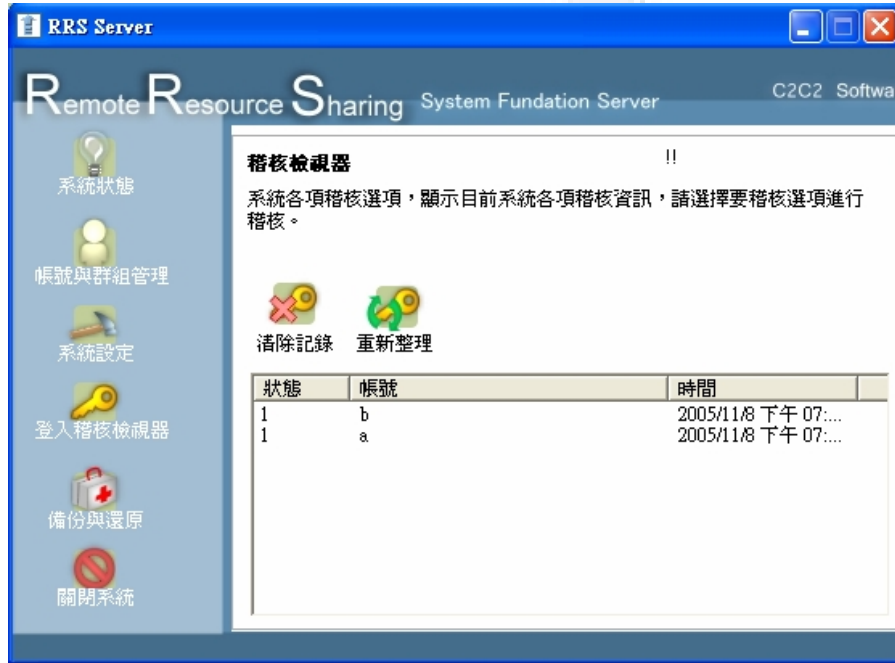 RRS Server
Remote Resource Sharing System Fundation Server
C2C2 Softwa
系統狀態
帳號與群組管理
系統設定
登入稽核檢視器
備份與還原
關閉系統
稽核檢視器
!!
系統各項稽核選項，顯示目前系統各項稽核資訊，請選擇要稽核選項進行
稽核。
清除記錄 重新整理
狀態 帳號 時間
1 b 2005/11/8 下午 07:...
1 a 2005/11/8 下午 07:...